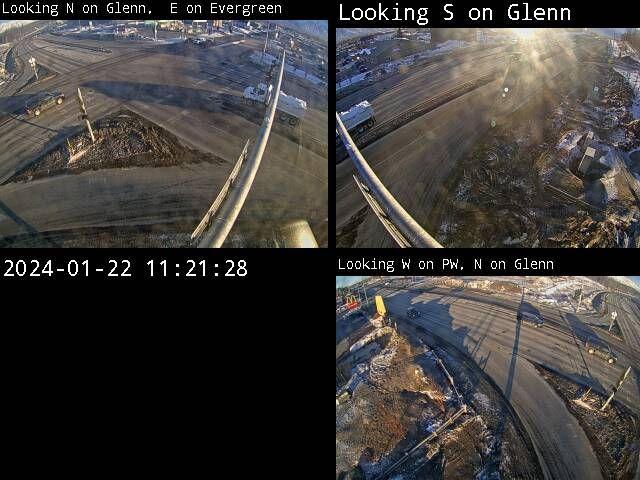 Looking N on Glenn,  E on Evergreen
Looking S on Glenn
2024-01-22 11:21:28
Looking W on PW, N on Glenn